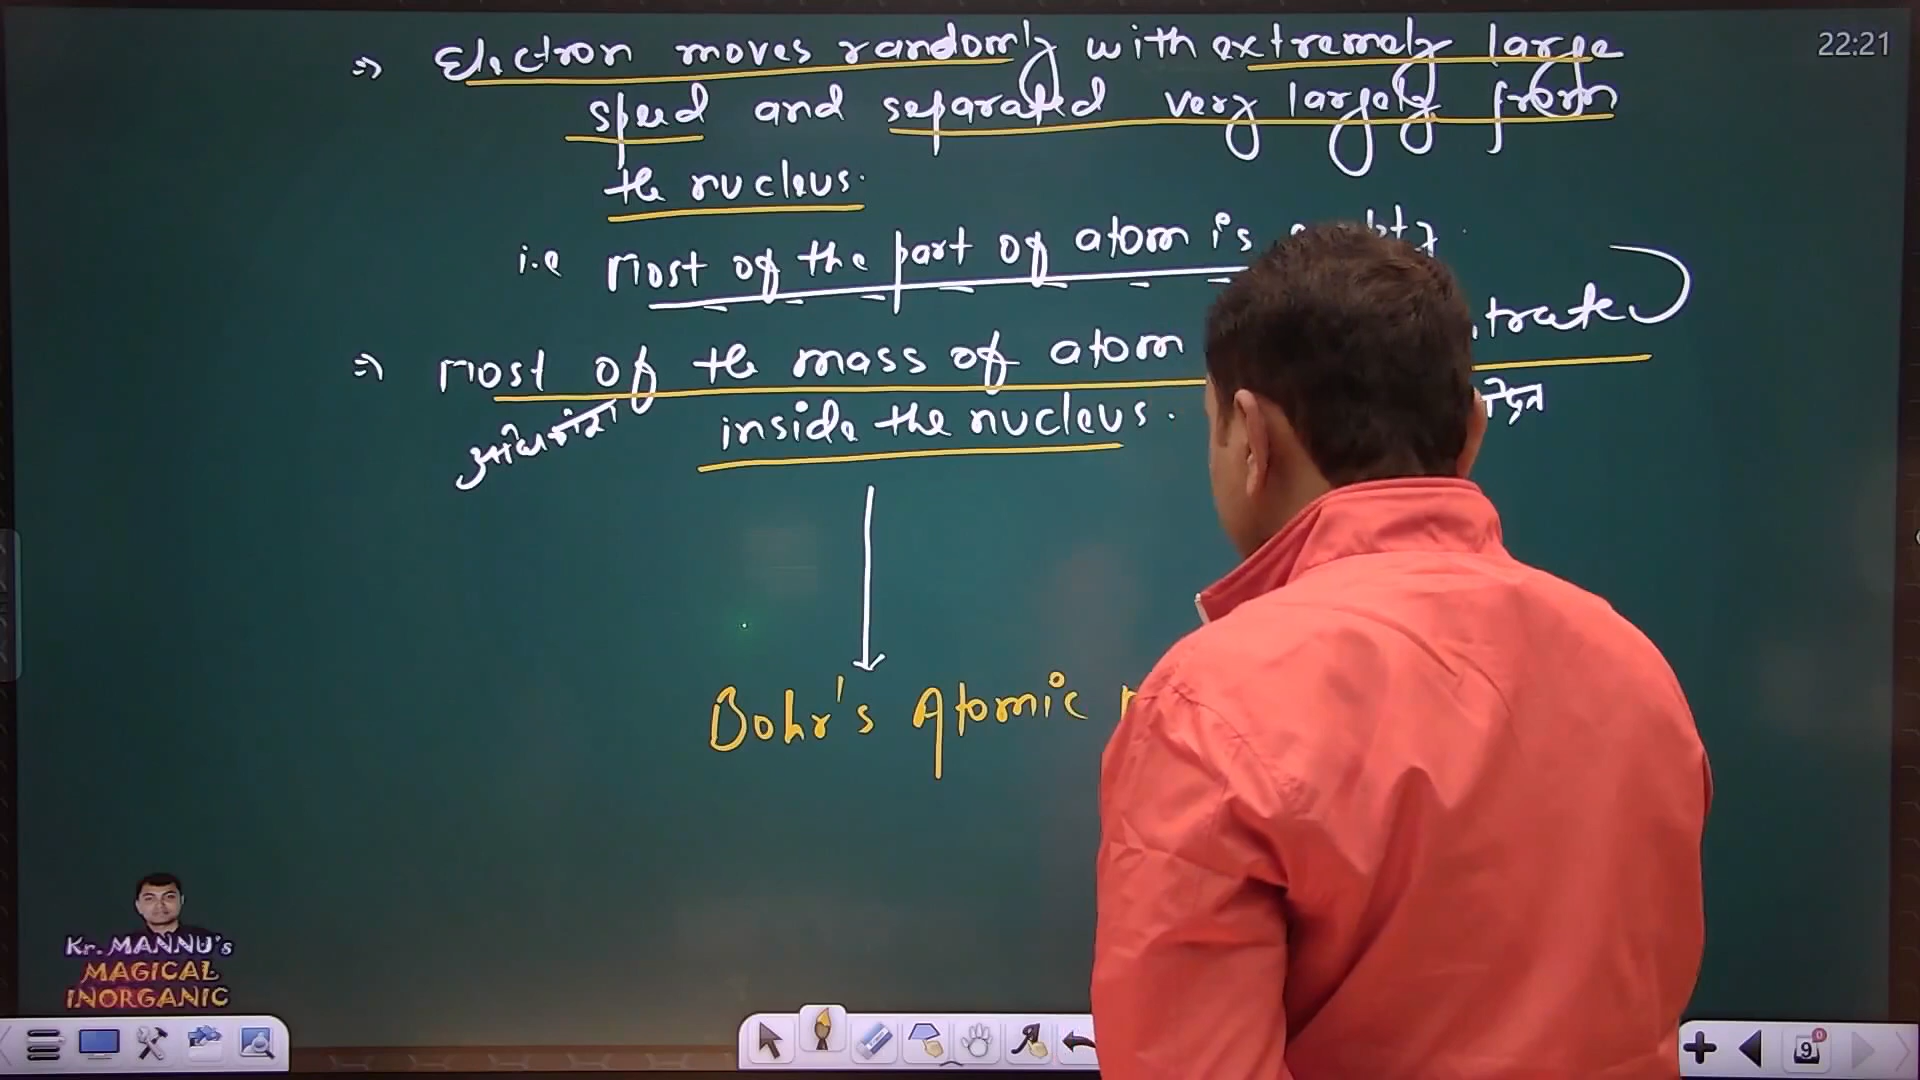 22:21
⇒ Electron moves randomly with extremely large
speed and separated very largely from
the nucleus.
i.e Most of the part of atom is
⇒ Most of the mass of atom
inside the nucleus.
Bohr's Atomic
Kr. MANNU's
MAGICAL
INORGANIC
9
0